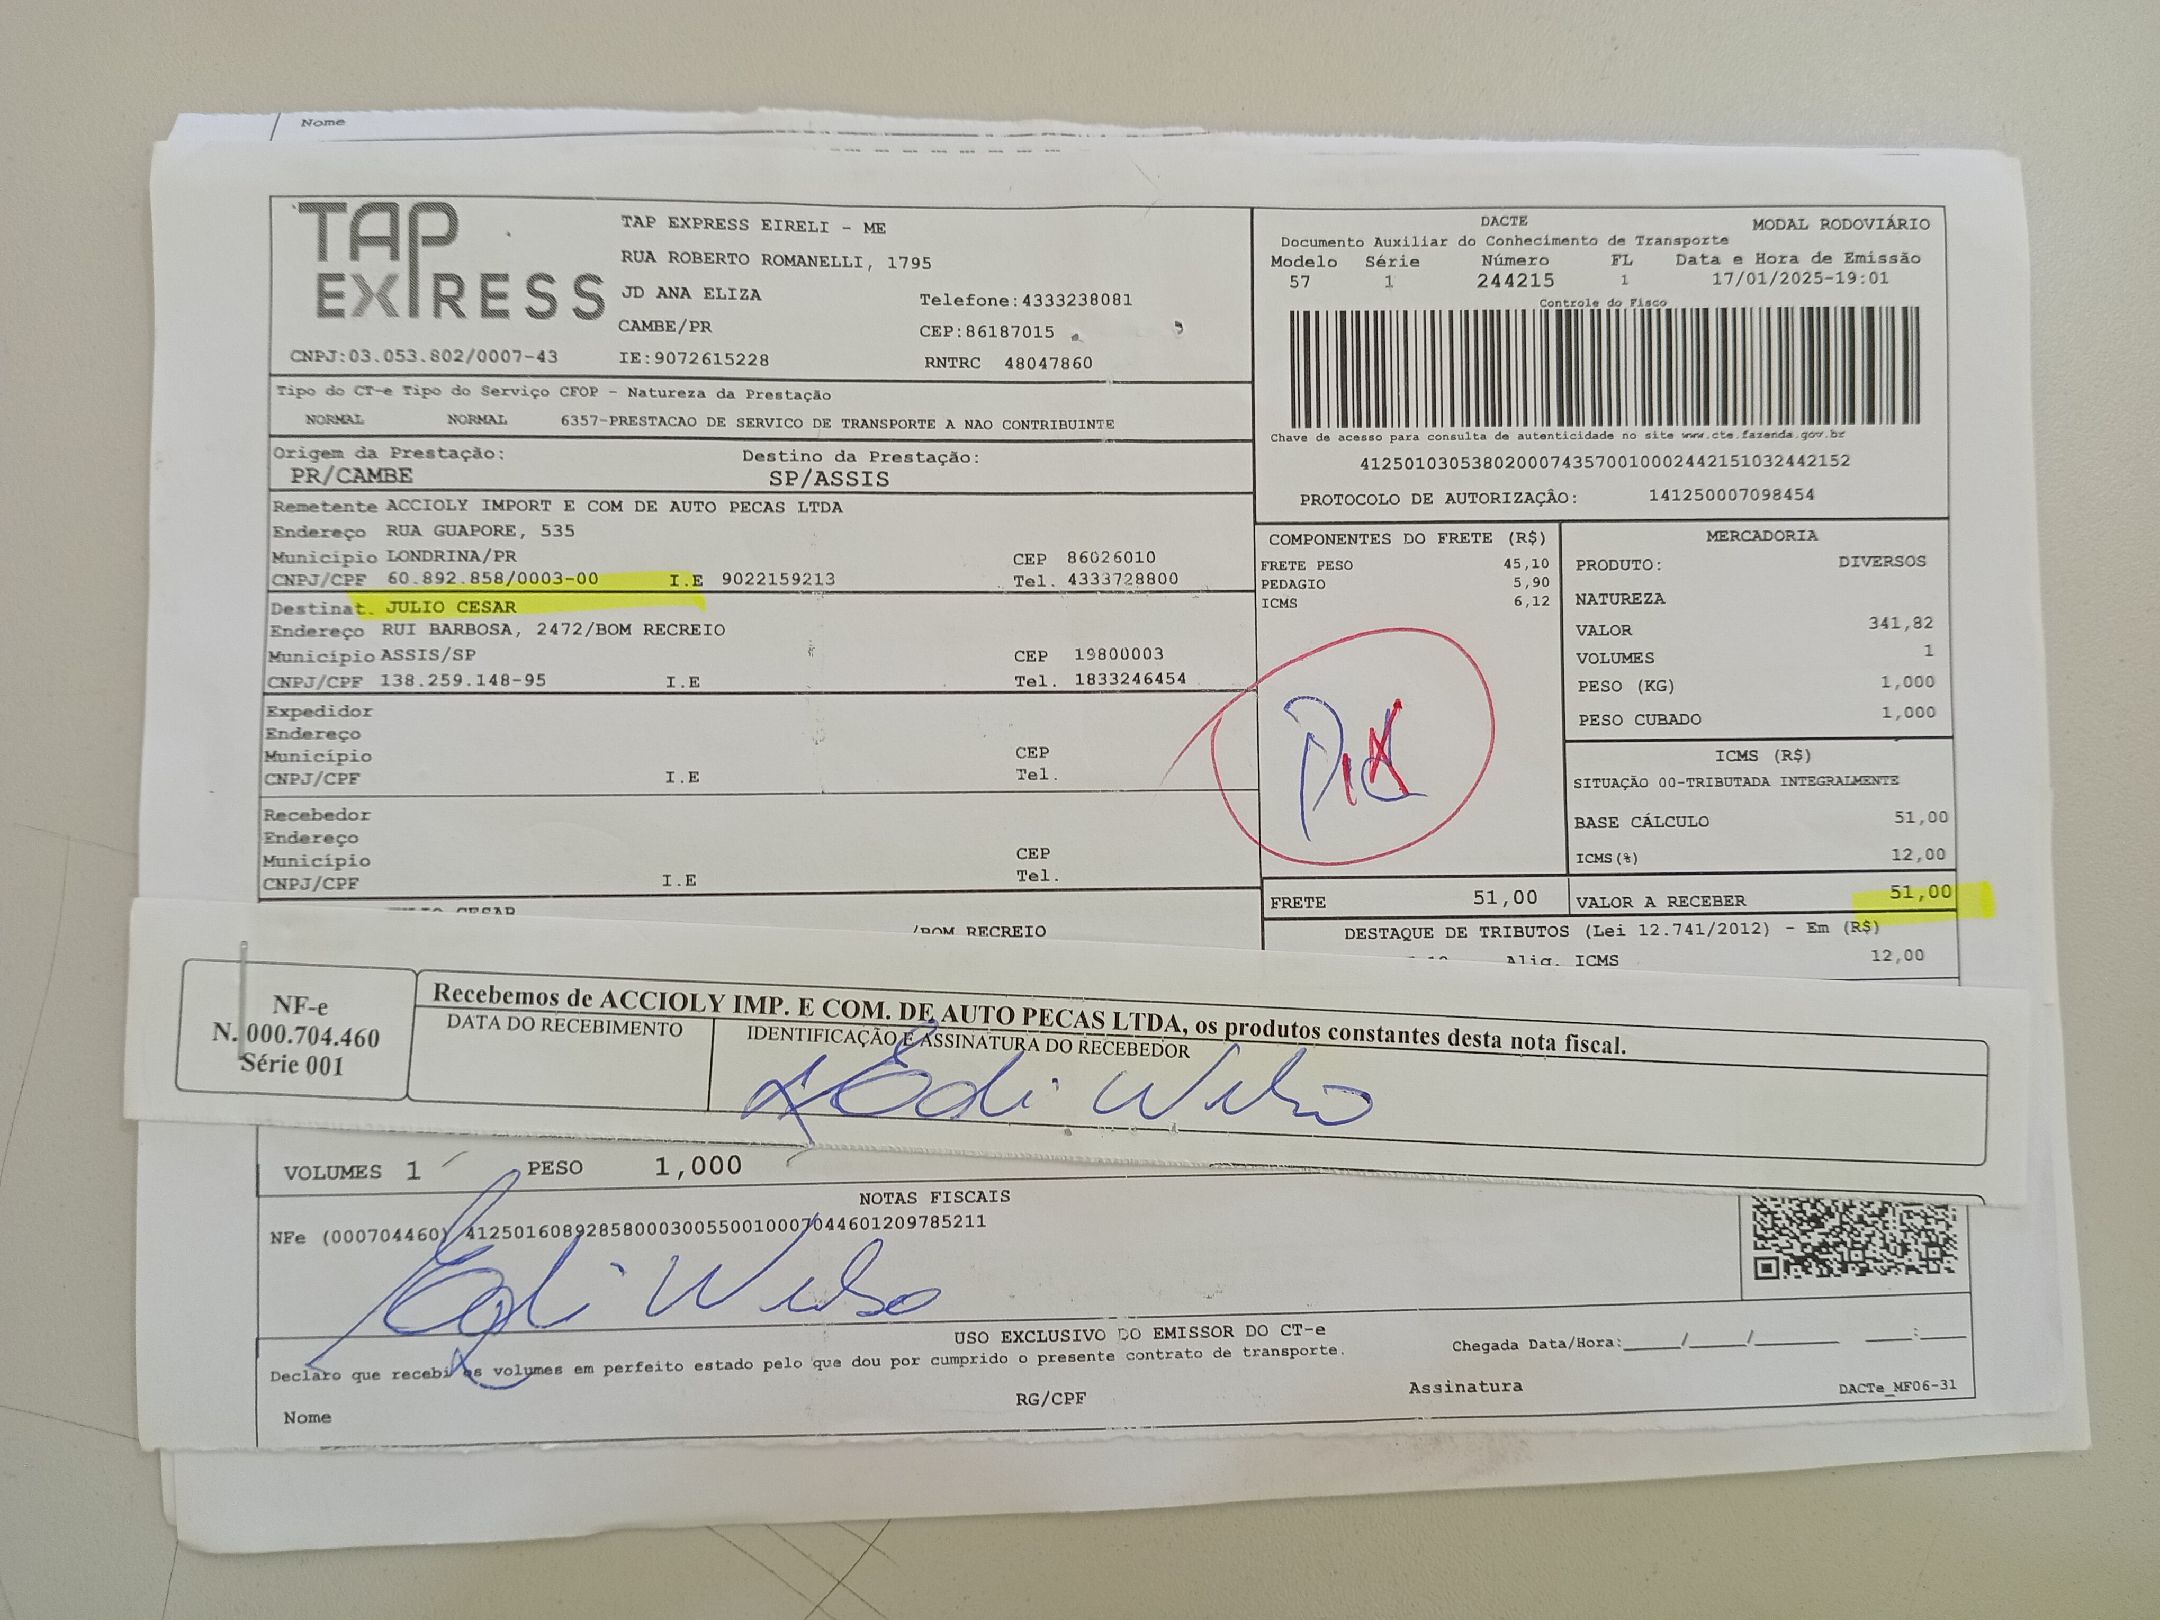 Nome
TAP EXPRESS
CNPJ:03.053.802/0007-43
TAP EXPRESS EIRELI - ME
RUA ROBERTO ROMANELLI, 1795
JD ANA ELIZA Telefone:4333238081
CAMBE/PR CEP:86187015
IE:9072615228 RNTRC 48047860
DACTE MODAL RODOVIÁRIO
Documento Auxiliar do Conhecimento de Transporte
Modelo Série Número FL Data e Hora de Emissão
57 1 244215 1 17/01/2025-19:01
Controle do Fisco
Chave de acesso para consulta de autenticidade no site www.cte.fazenda.gov.br
41250103053802000743570010002442151032442152
PROTOCOLO DE AUTORIZAÇÂO: 141250007098454
Tipo do CT-e Tipo do Serviço CFOP - Natureza da Prestação
NORMAL NORMAL 6357-PRESTACAO DE SERVICO DE TRANSPORTE A NAO CONTRIBUINTE
Origem da Prestação: Destino da Prestação:
PR/CAMBE SP/ASSIS
Remetente ACCIOLY IMPORT E COM DE AUTO PECAS LTDA
Endereço RUA GUAPORE, 535
Município LONDRINA/PR CEP 86026010
CNPJ/CPF 60.892.858/0003-00 I.E 9022159213 Tel. 4333728800
Destinat. JULIO CESAR
Endereço RUI BARBOSA, 2472/BOM RECREIO
Município ASSIS/SP CEP 19800003
CNPJ/CPF 138.259.148-95 I.E Tel. 1833246454
Expedidor
Endereço
Município CEP
CNPJ/CPF I.E Tel.
Recebedor
Endereço
Município CEP
CNPJ/CPF I.E Tel.
CESAR
/BOM RECREIO
COMPONENTES DO FRETE (R$)
FRETE PESO 45,10
PEDAGIO 5,90
ICMS 6,12
MERCADORIA
PRODUTO: DIVERSOS
NATUREZA
VALOR 341,82
VOLUMES 1
PESO (KG) 1,000
PESO CUBADO 1,000
ICMS (R$)
SITUAÇÃO 00-TRIBUTADA INTEGRALMENTE
BASE CÁLCULO 51,00
ICMS(%) 12,00
FRETE 51,00 VALOR A RECEBER 51,00
DESTAQUE DE TRIBUTOS (Lei 12.741/2012) - Em (R$)
Aliq. ICMS 12,00
NF-e
N. 000.704.460
Série 001
Recebemos de ACCIOLY IMP. E COM. DE AUTO PECAS LTDA, os produtos constantes desta nota fiscal.
DATA DO RECEBIMENTO IDENTIFICAÇÃO E ASSINATURA DO RECEBEDOR
VOLUMES 1 PESO 1,000
NOTAS FISCAIS
NFe (000704460) 41250160892858000300550010007044601209785211
USO EXCLUSIVO DO EMISSOR DO CT-e
Declaro que recebi os volumes em perfeito estado pelo que dou por cumprido o presente contrato de transporte.
Chegada Data/Hora:____/____/______ ____:____
Nome RG/CPF Assinatura DACTe_MF06-31